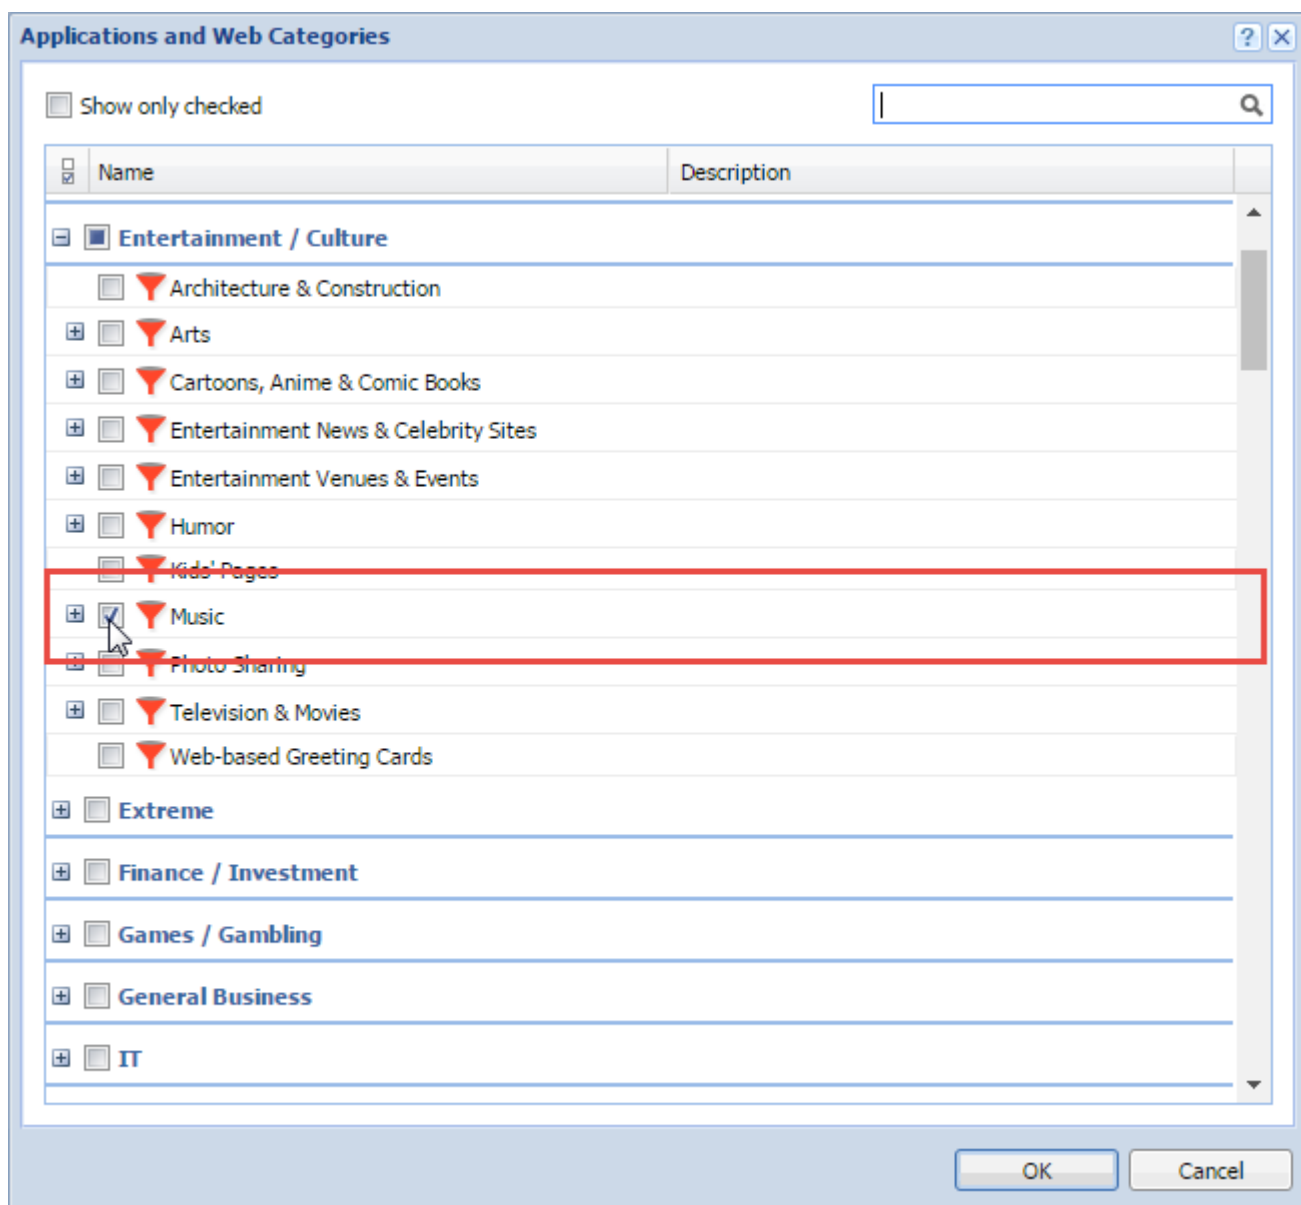 Applications and Web Categories
Show only checked
Name Description
Entertainment / Culture
Architecture & Construction
Arts
Cartoons, Anime & Comic Books
Entertainment News & Celebrity Sites
Entertainment Venues & Events
Humor
Kids' Pages
Music
Photo Sharing
Television & Movies
Web-based Greeting Cards
Extreme
Finance / Investment
Games / Gambling
General Business
IT
OK Cancel